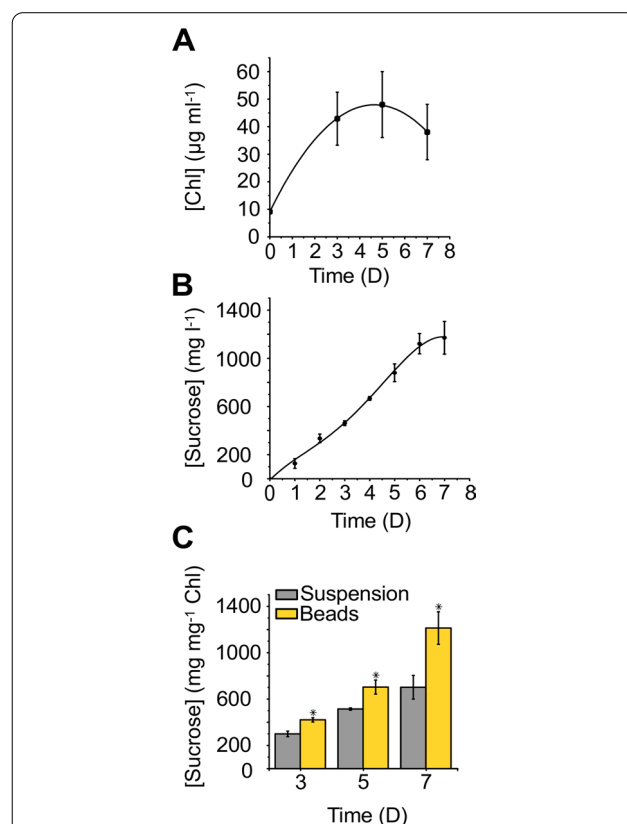 A
[Chl] (µg ml⁻¹)
60
50
40
30
20
10
0
0 1 2 3 4 5 6 7 8
Time (D)
B
[Sucrose] (mg l⁻¹)
1400
1000
600
200
0
0 1 2 3 4 5 6 7 8
Time (D)
C
[Sucrose] (mg mg⁻¹ Chl)
Suspension
Beads
1400
1000
600
200
0
* * *
3 5 7
Time (D)